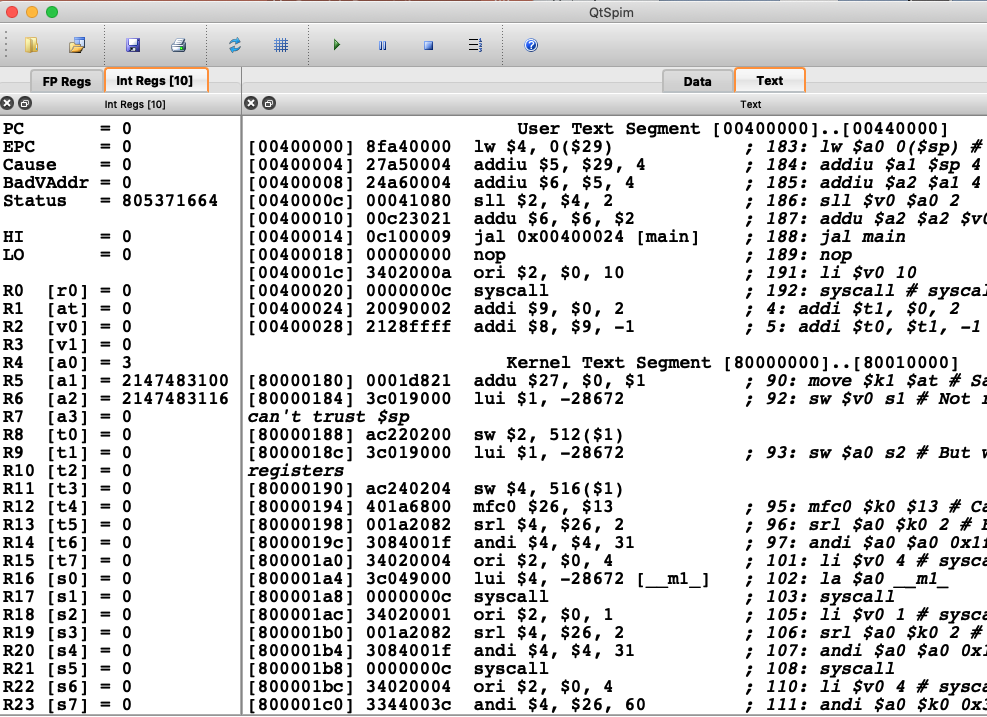 QtSpim
FP Regs
Int Regs [10]
Data
Text
Int Regs [10]
Text
PC = 0
EPC = 0
Cause = 0
BadVAddr = 0
Status = 805371664
HI = 0
LO = 0
R0 [r0] = 0
R1 [at] = 0
R2 [v0] = 0
R3 [v1] = 0
R4 [a0] = 3
R5 [a1] = 2147483100
R6 [a2] = 2147483116
R7 [a3] = 0
R8 [t0] = 0
R9 [t1] = 0
R10 [t2] = 0
R11 [t3] = 0
R12 [t4] = 0
R13 [t5] = 0
R14 [t6] = 0
R15 [t7] = 0
R16 [s0] = 0
R17 [s1] = 0
R18 [s2] = 0
R19 [s3] = 0
R20 [s4] = 0
R21 [s5] = 0
R22 [s6] = 0
R23 [s7] = 0
User Text Segment [00400000]..[00440000]
[00400000] 8fa40000 lw $4, 0($29) ; 183: lw $a0 0($sp) #
[00400004] 27a50004 addiu $5, $29, 4 ; 184: addiu $a1 $sp 4
[00400008] 24a60004 addiu $6, $5, 4 ; 185: addiu $a2 $a1 4
[0040000c] 00041080 sll $2, $4, 2 ; 186: sll $v0 $a0 2
[00400010] 00c23021 addu $6, $6, $2 ; 187: addu $a2 $a2 $v0
[00400014] 0c100009 jal 0x00400024 [main] ; 188: jal main
[00400018] 00000000 nop ; 189: nop
[0040001c] 3402000a ori $2, $0, 10 ; 191: li $v0 10
[00400020] 0000000c syscall ; 192: syscall # syscal
[00400024] 20090002 addi $9, $0, 2 ; 4: addi $t1, $0, 2
[00400028] 2128ffff addi $8, $9, -1 ; 5: addi $t0, $t1, -1
Kernel Text Segment [80000000]..[80010000]
[80000180] 0001d821 addu $27, $0, $1 ; 90: move $k1 $at # Sa
[80000184] 3c019000 lui $1, -28672 ; 92: sw $v0 s1 # Not r
can't trust $sp
[80000188] ac220200 sw $2, 512($1)
[8000018c] 3c019000 lui $1, -28672 ; 93: sw $a0 s2 # But w
registers
[80000190] ac240204 sw $4, 516($1)
[80000194] 401a6800 mfc0 $26, $13 ; 95: mfc0 $k0 $13 # Ca
[80000198] 001a2082 srl $4, $26, 2 ; 96: srl $a0 $k0 2 #
[8000019c] 3084001f andi $4, $4, 31 ; 97: andi $a0 $a0 0x1f
[800001a0] 34020004 ori $2, $0, 4 ; 101: li $v0 4 # sysca
[800001a4] 3c049000 lui $4, -28672 [__m1_] ; 102: la $a0 __m1_
[800001a8] 0000000c syscall ; 103: syscall
[800001ac] 34020001 ori $2, $0, 1 ; 105: li $v0 1 # sysca
[800001b0] 001a2082 srl $4, $26, 2 ; 106: srl $a0 $k0 2 #
[800001b4] 3084001f andi $4, $4, 31 ; 107: andi $a0 $a0 0x1
[800001b8] 0000000c syscall ; 108: syscall
[800001bc] 34020004 ori $2, $0, 4 ; 110: li $v0 4 # sysca
[800001c0] 3344003c andi $4, $26, 60 ; 111: andi $a0 $k0 0x3